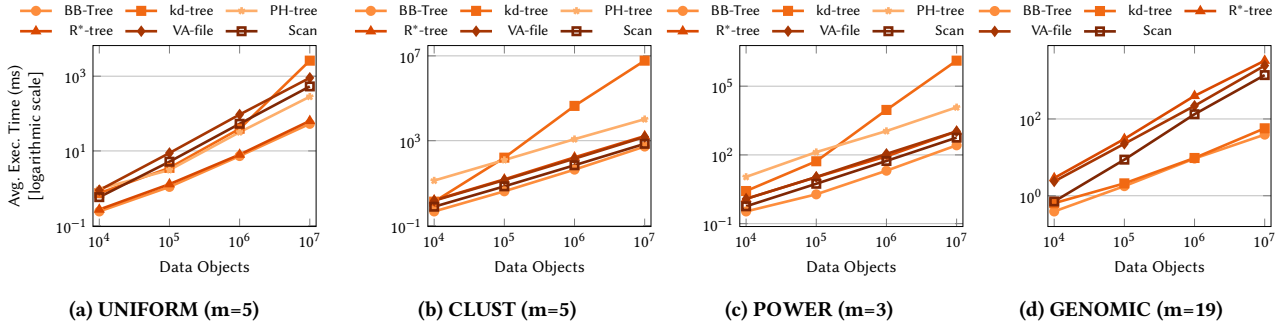 BB-Tree kd-tree PH-tree
R*-tree VA-file Scan
Avg. Exec. Time (ms)
[logarithmic scale]
10^3
10^1
10^−1
10^4 10^5 10^6 10^7
Data Objects
(a) UNIFORM (m=5)
BB-Tree kd-tree PH-tree
R*-tree VA-file Scan
10^7
10^3
10^−1
10^4 10^5 10^6 10^7
Data Objects
(b) CLUST (m=5)
BB-Tree kd-tree PH-tree
R*-tree VA-file Scan
10^5
10^2
10^−1
10^4 10^5 10^6 10^7
Data Objects
(c) POWER (m=3)
BB-Tree kd-tree R*-tree
VA-file Scan
10^2
10^0
10^4 10^5 10^6 10^7
Data Objects
(d) GENOMIC (m=19)